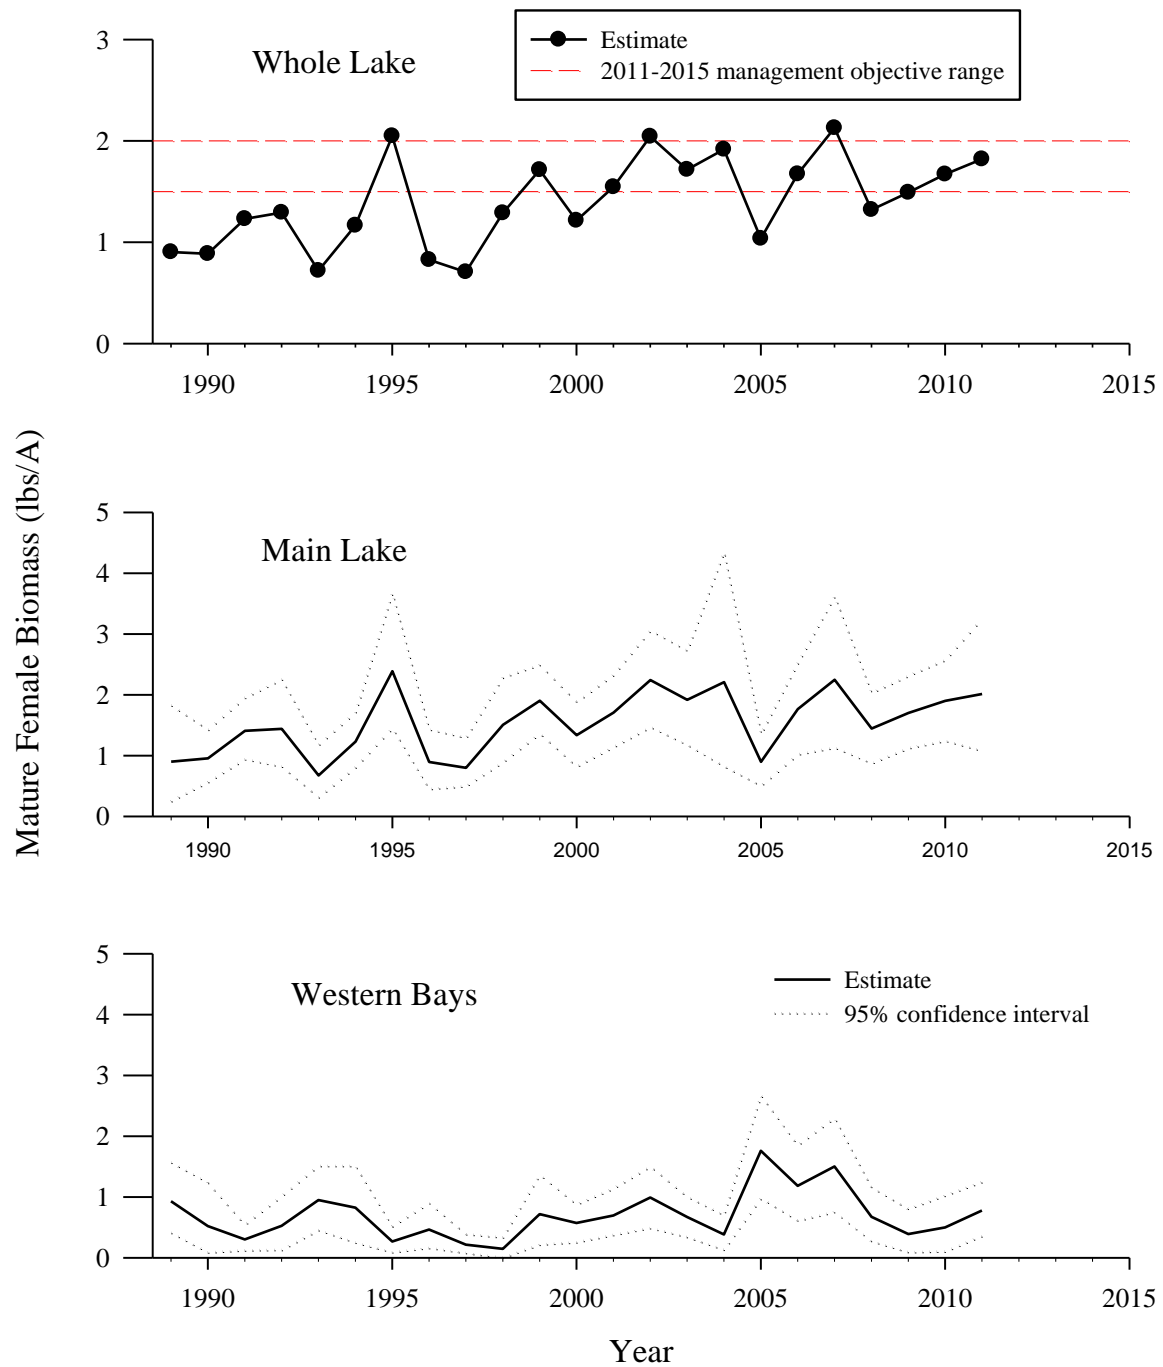 Estimate
2011-2015 management objective range
Whole Lake
3
2
1
0
1990 1995 2000 2005 2010 2015
Mature Female Biomass (lbs/A)
Main Lake
5
4
3
2
1
0
1990 1995 2000 2005 2010 2015
Western Bays
Estimate
95% confidence interval
5
4
3
2
1
0
1990 1995 2000 2005 2010 2015
Year